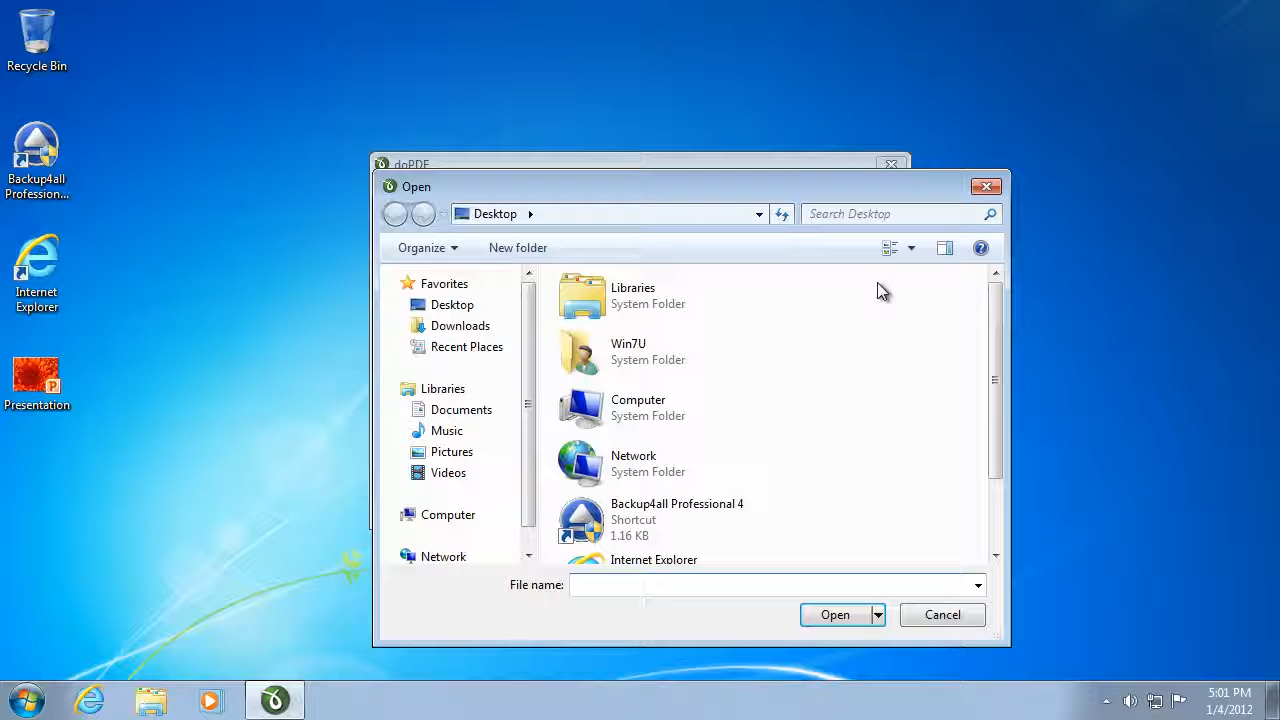 Recycle Bin
Backup4all
Professional...
Internet
Explorer
Presentation
doPDF
Open
Desktop
Search Desktop
Organize
New folder
Favorites
Desktop
Downloads
Recent Places
Libraries
Documents
Music
Pictures
Videos
Computer
Network
Libraries
System Folder
Win7U
System Folder
Computer
System Folder
Network
System Folder
Backup4all Professional 4
Shortcut
1.16 KB
Internet Explorer
File name:
Open
Cancel
5:01 PM
1/4/2012